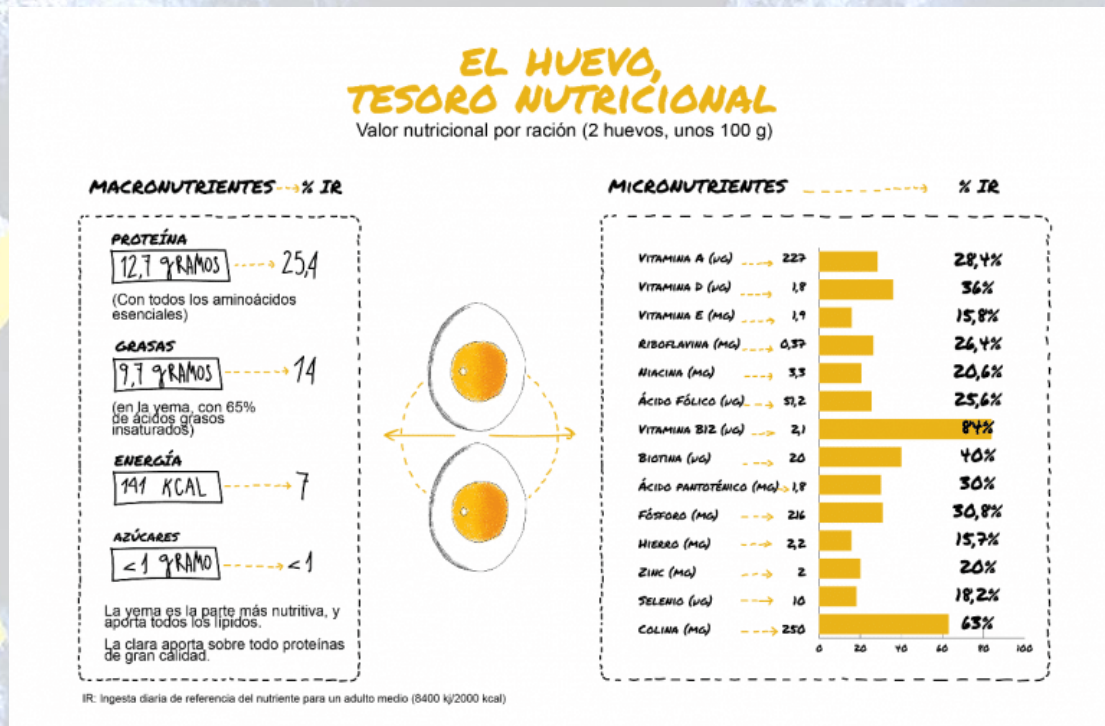 EL HUEVO,
TESORO NUTRICIONAL
Valor nutricional por ración (2 huevos, unos 100 g)
MACRONUTRIENTES % IR
PROTEÍNA
12,7 gRAMOS 25,4
(Con todos los aminoácidos
esenciales)
GRASAS
9,7 gRAMOS 14
(en la yema, con 65%
de ácidos grasos
insaturados)
ENERGÍA
141 KCAL 7
AZÚCARES
<1 gRAMO <1
La yema es la parte más nutritiva, y
aporta todos los lípidos.
La clara aporta sobre todo proteínas
de gran calidad.
MICRONUTRIENTES % IR
VITAMINA A (µG) 227 28,4%
VITAMINA D (µG) 1,8 36%
VITAMINA E (MG) 1,9 15,8%
RIBOFLAVINA (MG) 0,37 26,4%
NIACINA (MG) 3,3 20,6%
ÁCIDO FÓLICO (µG) 51,2 25,6%
VITAMINA B12 (µG) 2,1 84%
BIOTINA (µG) 20 40%
ÁCIDO PANTOTÉNICO (MG) 1,8 30%
FÓSFORO (MG) 216 30,8%
HIERRO (MG) 2,2 15,7%
ZINC (MG) 2 20%
SELENIO (µG) 10 18,2%
COLINA (MG) 250 63%
0 20 40 60 80 100
IR: Ingesta diaria de referencia del nutriente para un adulto medio (8400 kj/2000 kcal)